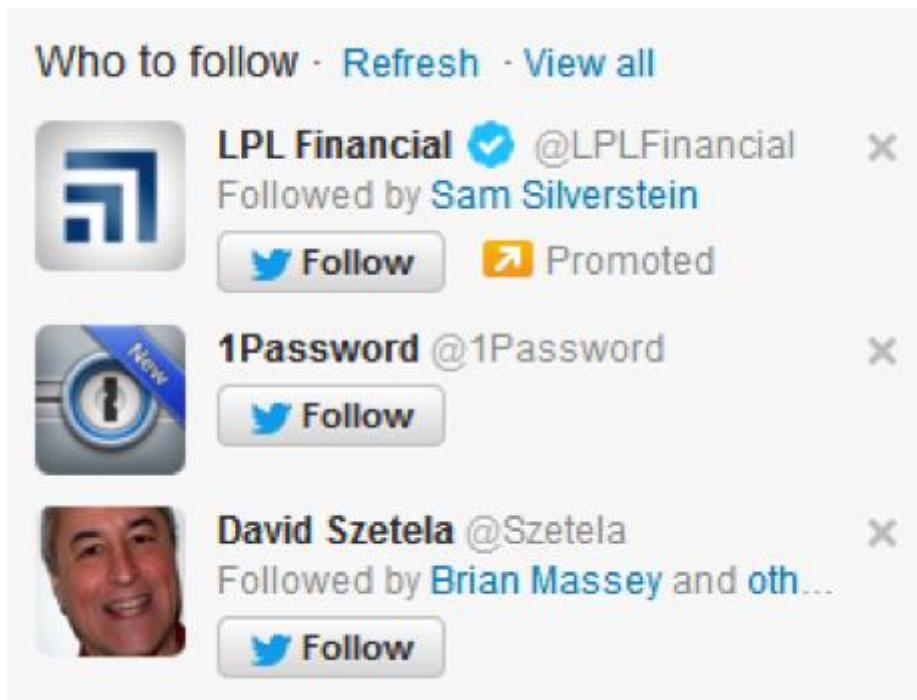 Who to follow · Refresh · View all
LPL Financial @LPLFinancial
Followed by Sam Silverstein
Follow Promoted
New
1Password @1Password
Follow
David Szetela @Szetela
Followed by Brian Massey and oth...
Follow